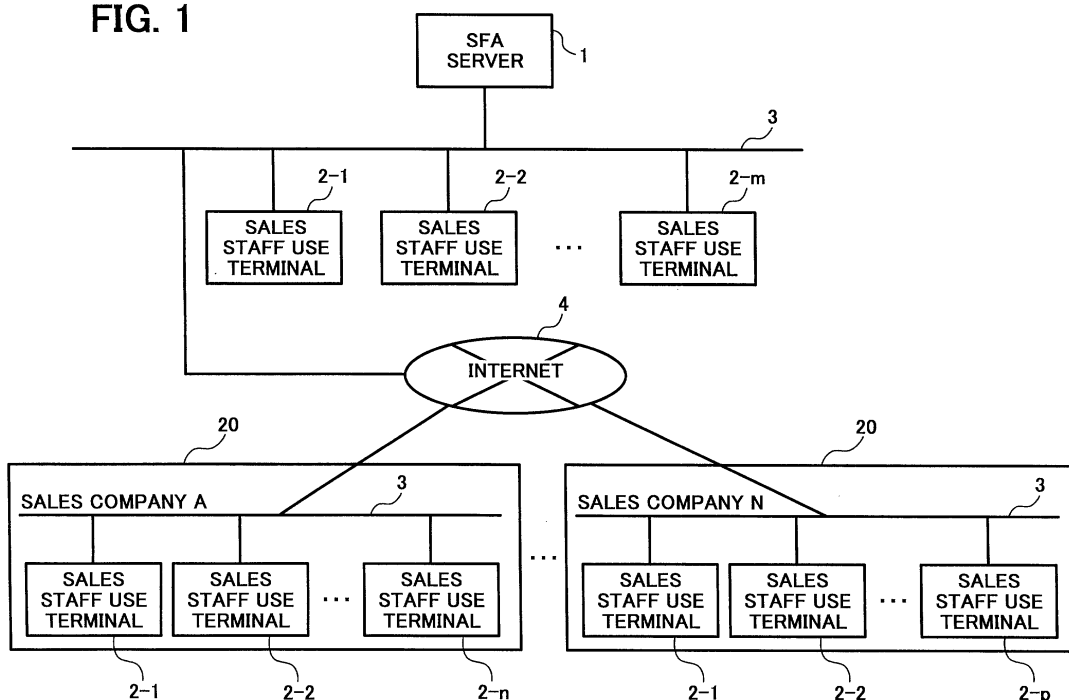 FIG. 1
SFA
SERVER
1
3
2-1
2-2
2-m
SALES
STAFF USE
TERMINAL
SALES
STAFF USE
TERMINAL
...
SALES
STAFF USE
TERMINAL
4
INTERNET
20
20
SALES COMPANY A
3
SALES
STAFF USE
TERMINAL
SALES
STAFF USE
TERMINAL
...
SALES
STAFF USE
TERMINAL
2-1
2-2
2-n
...
SALES COMPANY N
3
SALES
STAFF USE
TERMINAL
SALES
STAFF USE
TERMINAL
...
SALES
STAFF USE
TERMINAL
2-1
2-2
2-p